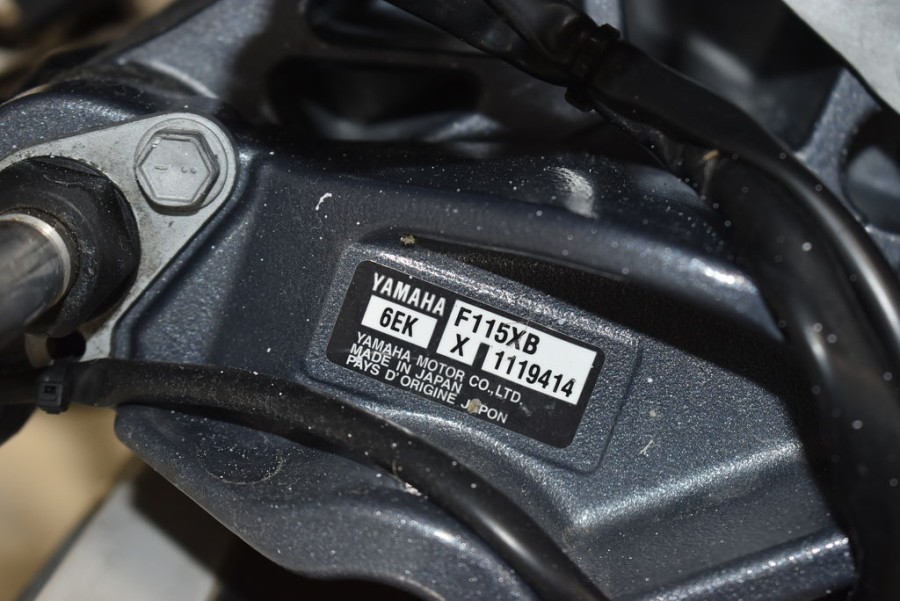 YAMAHA
6EK
F115XB
X 1119414
YAMAHA MOTOR CO.,LTD.
MADE IN JAPAN
PAYS D'ORIGINE JAPON